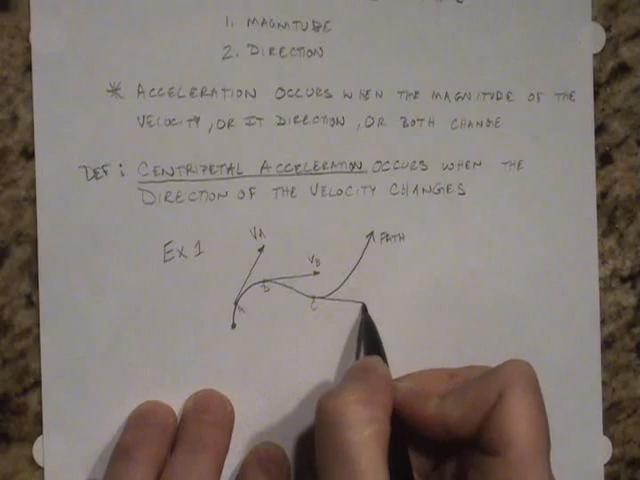 1. MAGNITUDE
2. DIRECTION
* ACCELERATION OCCURS WHEN THE MAGNITUDE OF THE
VELOCITY, OR IT DIRECTION, OR BOTH CHANGE
DEF: CENTRIPETAL ACCELERATION OCCURS WHEN THE
DIRECTION OF THE VELOCITY CHANGES
Ex 1
VA
VB
PATH
A
B
C